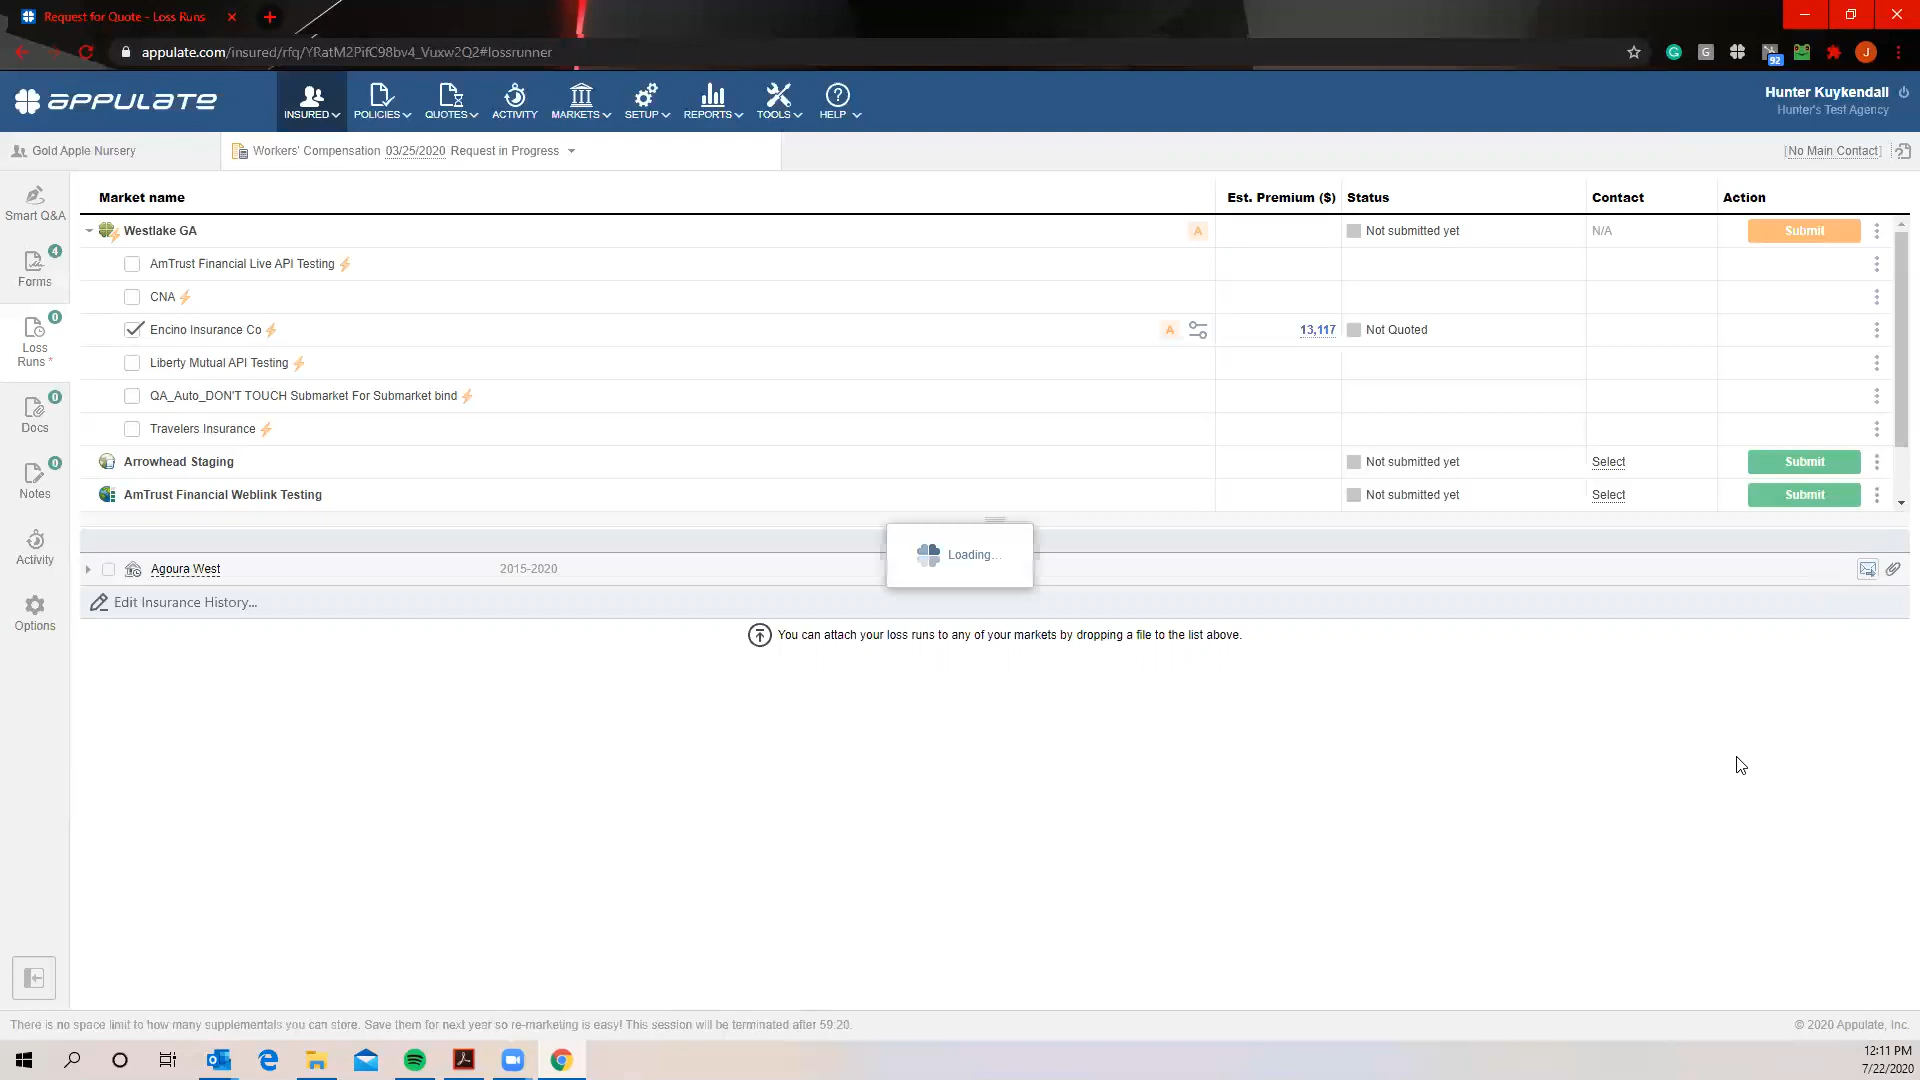 Request for Quote - Loss Runs
appulate.com/insured/rfq/YRatM2PifC98bv4_Vuxw2Q2#lossrunner
G
92
J
APPULATE
INSURED
POLICIES
QUOTES
ACTIVITY
MARKETS
SETUP
REPORTS
TOOLS
HELP
Hunter Kuykendall
Hunter's Test Agency
Gold Apple Nursery
Workers' Compensation 03/25/2020 Request in Progress
[No Main Contact]
Smart Q&A
4
Forms
0
Loss
Runs *
0
Docs
0
Notes
Activity
Options
Market name Est. Premium ($) Status Contact Action
Westlake GA A Not submitted yet N/A Submit
AmTrust Financial Live API Testing
CNA
Encino Insurance Co A 13,117 Not Quoted
Liberty Mutual API Testing
QA_Auto_DON'T TOUCH Submarket For Submarket bind
Travelers Insurance
Arrowhead Staging Not submitted yet Select Submit
AmTrust Financial Weblink Testing Not submitted yet Select Submit
Loading...
Agoura West 2015-2020
Edit Insurance History...
You can attach your loss runs to any of your markets by dropping a file to the list above.
There is no space limit to how many supplementals you can store. Save them for next year so re-marketing is easy! This session will be terminated after 59:20.
© 2020 Appulate, Inc.
12:11 PM
7/22/2020